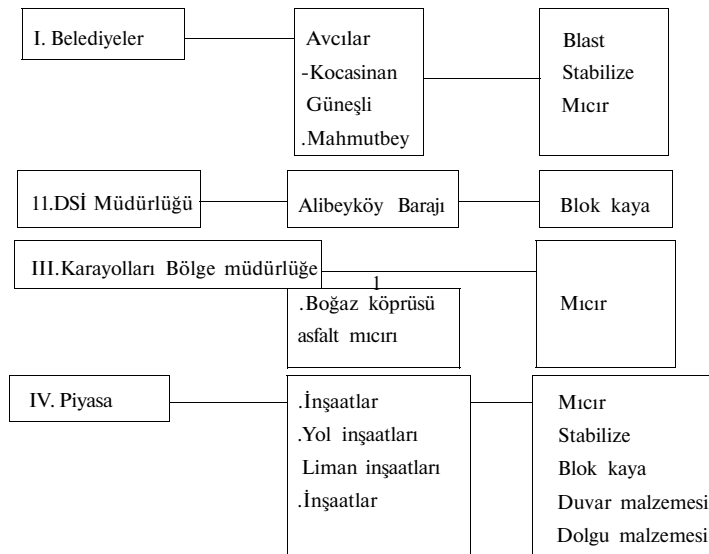 I. Belediyeler
Avcılar
-Kocasinan
Güneşli
.Mahmutbey
Blast
Stabilize
Mıcır
11.DSİ Müdürlüğü
Alibeyköy Barajı
Blok kaya
III.Karayolları Bölge müdürlüğe
1
.Boğaz köprüsü
asfalt mıcırı
Mıcır
IV. Piyasa
.İnşaatlar
.Yol inşaatları
Liman inşaatları
.İnşaatlar
Mıcır
Stabilize
Blok kaya
Duvar malzemesi
Dolgu malzemesi